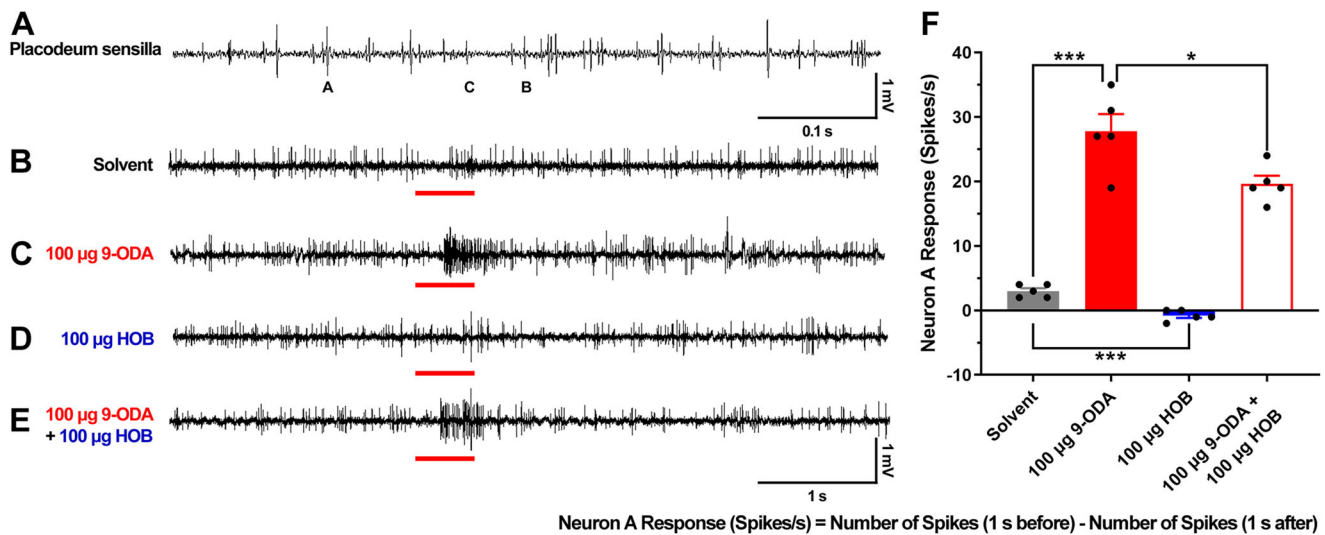 A
Placodeum sensilla
A
C
B
1 mV
0.1 s
B
Solvent
C
100 µg 9-ODA
D
100 µg HOB
E
100 µg 9-ODA
+ 100 µg HOB
1 mV
1 s
F
Neuron A Response (Spikes/s)
40
30
20
10
0
-10
***
*
***
Solvent
100 µg 9-ODA
100 µg HOB
100 µg 9-ODA +
100 µg HOB
Neuron A Response (Spikes/s) = Number of Spikes (1 s before) - Number of Spikes (1 s after)